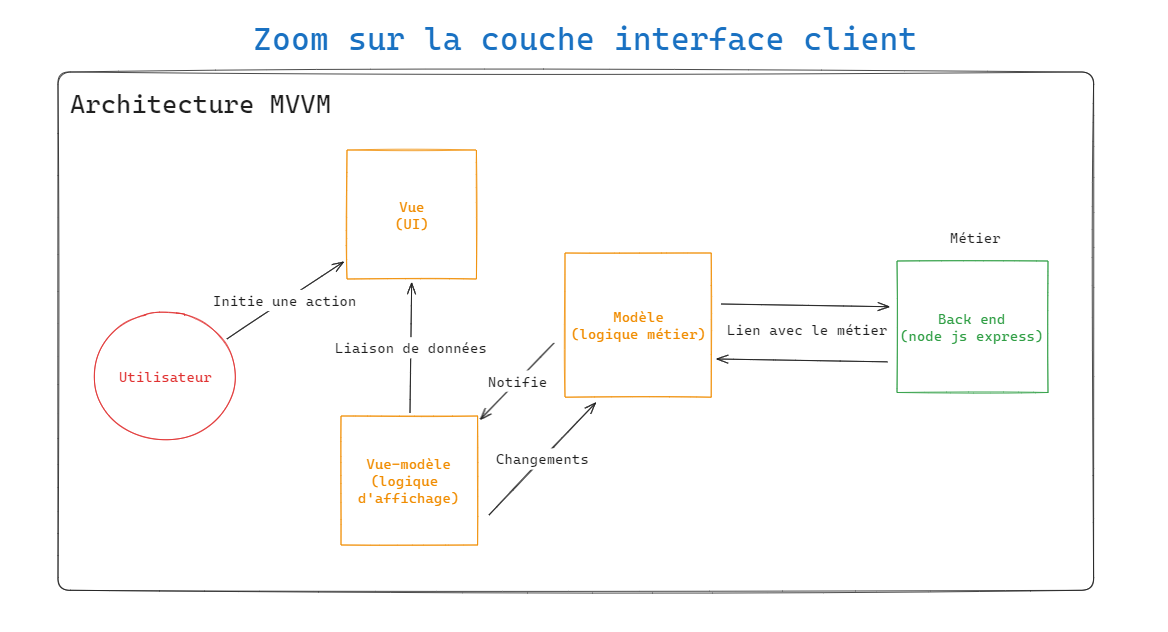 Zoom sur la couche interface client
Architecture MVVM
Vue
(UI)
Métier
Initie une action
Modèle
(logique métier)
Lien avec le métier
Back end
(node js express)
Liaison de données
Utilisateur
Notifie
Changements
Vue-modèle
(logique
d'affichage)